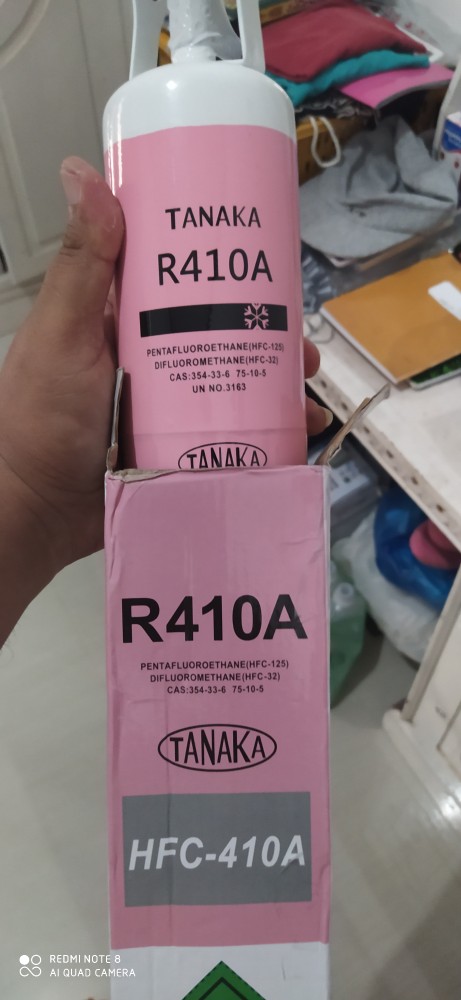 TANAKA
R410A
PENTAFLUOROETHANE(HFC-125)
DIFLUOROMETHANE(HFC-32)
CAS:354-33-6 75-10-5
UN NO.3163
TANAKA
R410A
PENTAFLUOROETHANE(HFC-125)
DIFLUOROMETHANE(HFC-32)
CAS:354-33-6 75-10-5
TANAKA
HFC-410A
REDMI NOTE 8
AI QUAD CAMERA